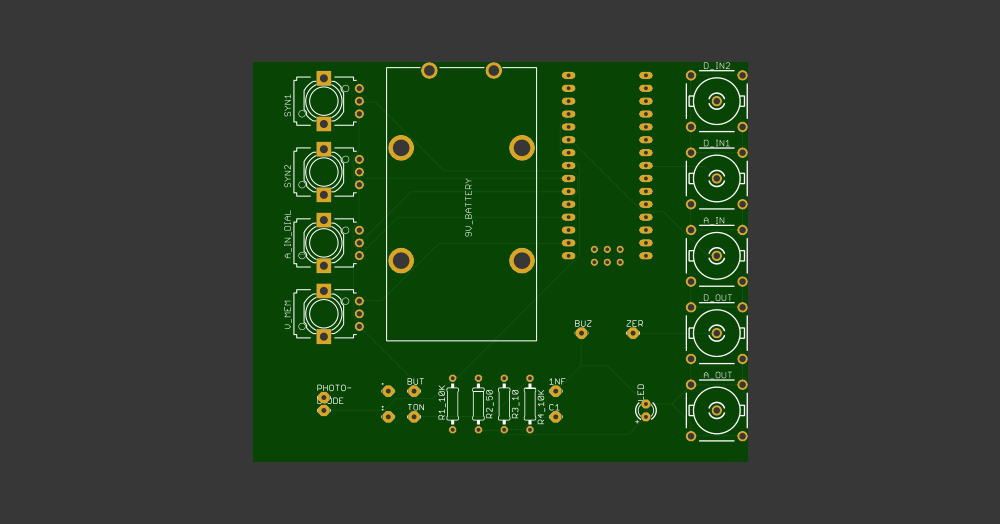 D_IN2
SYN1
D_IN1
SYN2
9V_BATTERY
A_IN_DIAL
A_IN
V_MEM
D_OUT
BUZ
ZER
A_OUT
PHOTO-
DIODE
BUT
TON
R1_10K
R2_50
R3_10
R4_10K
1NF
C1
LED
+